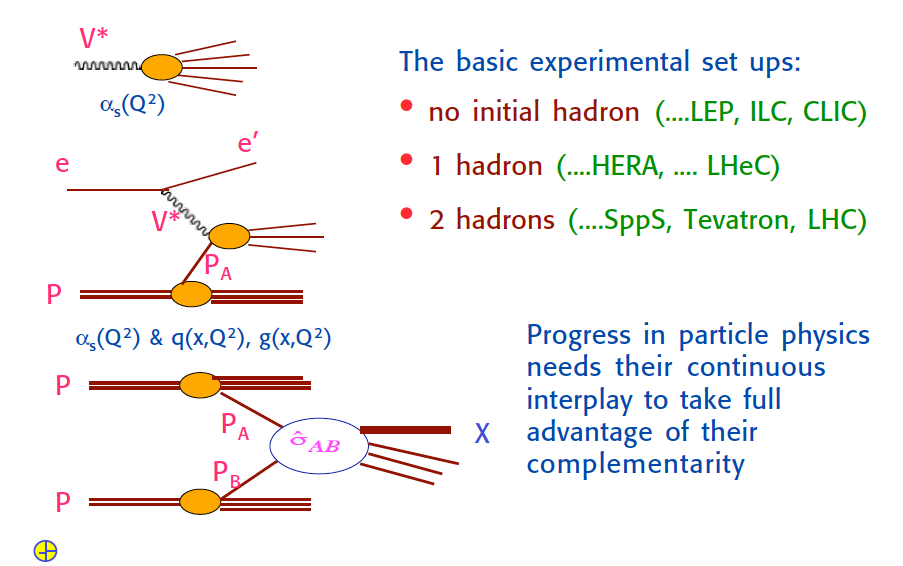 V*
αs(Q²)
The basic experimental set ups:
• no initial hadron (....LEP, ILC, CLIC)
• 1 hadron (....HERA, .... LHeC)
• 2 hadrons (....SppS, Tevatron, LHC)
e
e'
V*
PA
P
αs(Q²) & q(x,Q²), g(x,Q²)
P
PA
σ̂AB
X
PB
P
Progress in particle physics
needs their continuous
interplay to take full
advantage of their
complementarity